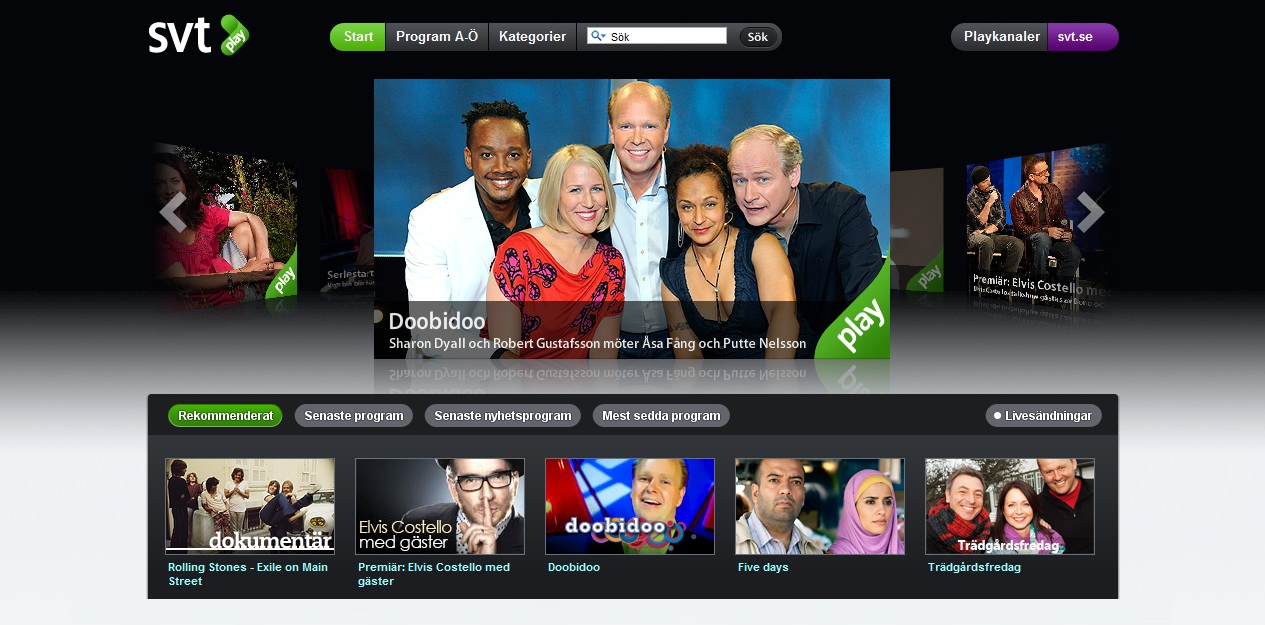 svt play
Start
Program A-Ö
Kategorier
Sök
Sök
Playkanaler
svt.se
play
Seriestart
play
Doobidoo
Sharon Dyall och Robert Gustafsson möter Åsa Fång och Putte Nelsson
play
Premiär: Elvis Costello me
Rekommenderat
Senaste program
Senaste nyhetsprogram
Mest sedda program
Livesändningar
dokumentär
Elvis Costello
med gäster
doobidoo
Trädgårdsfredag
Rolling Stones - Exile on Main
Street
Premiär: Elvis Costello med
gäster
Doobidoo
Five days
Trädgårdsfredag